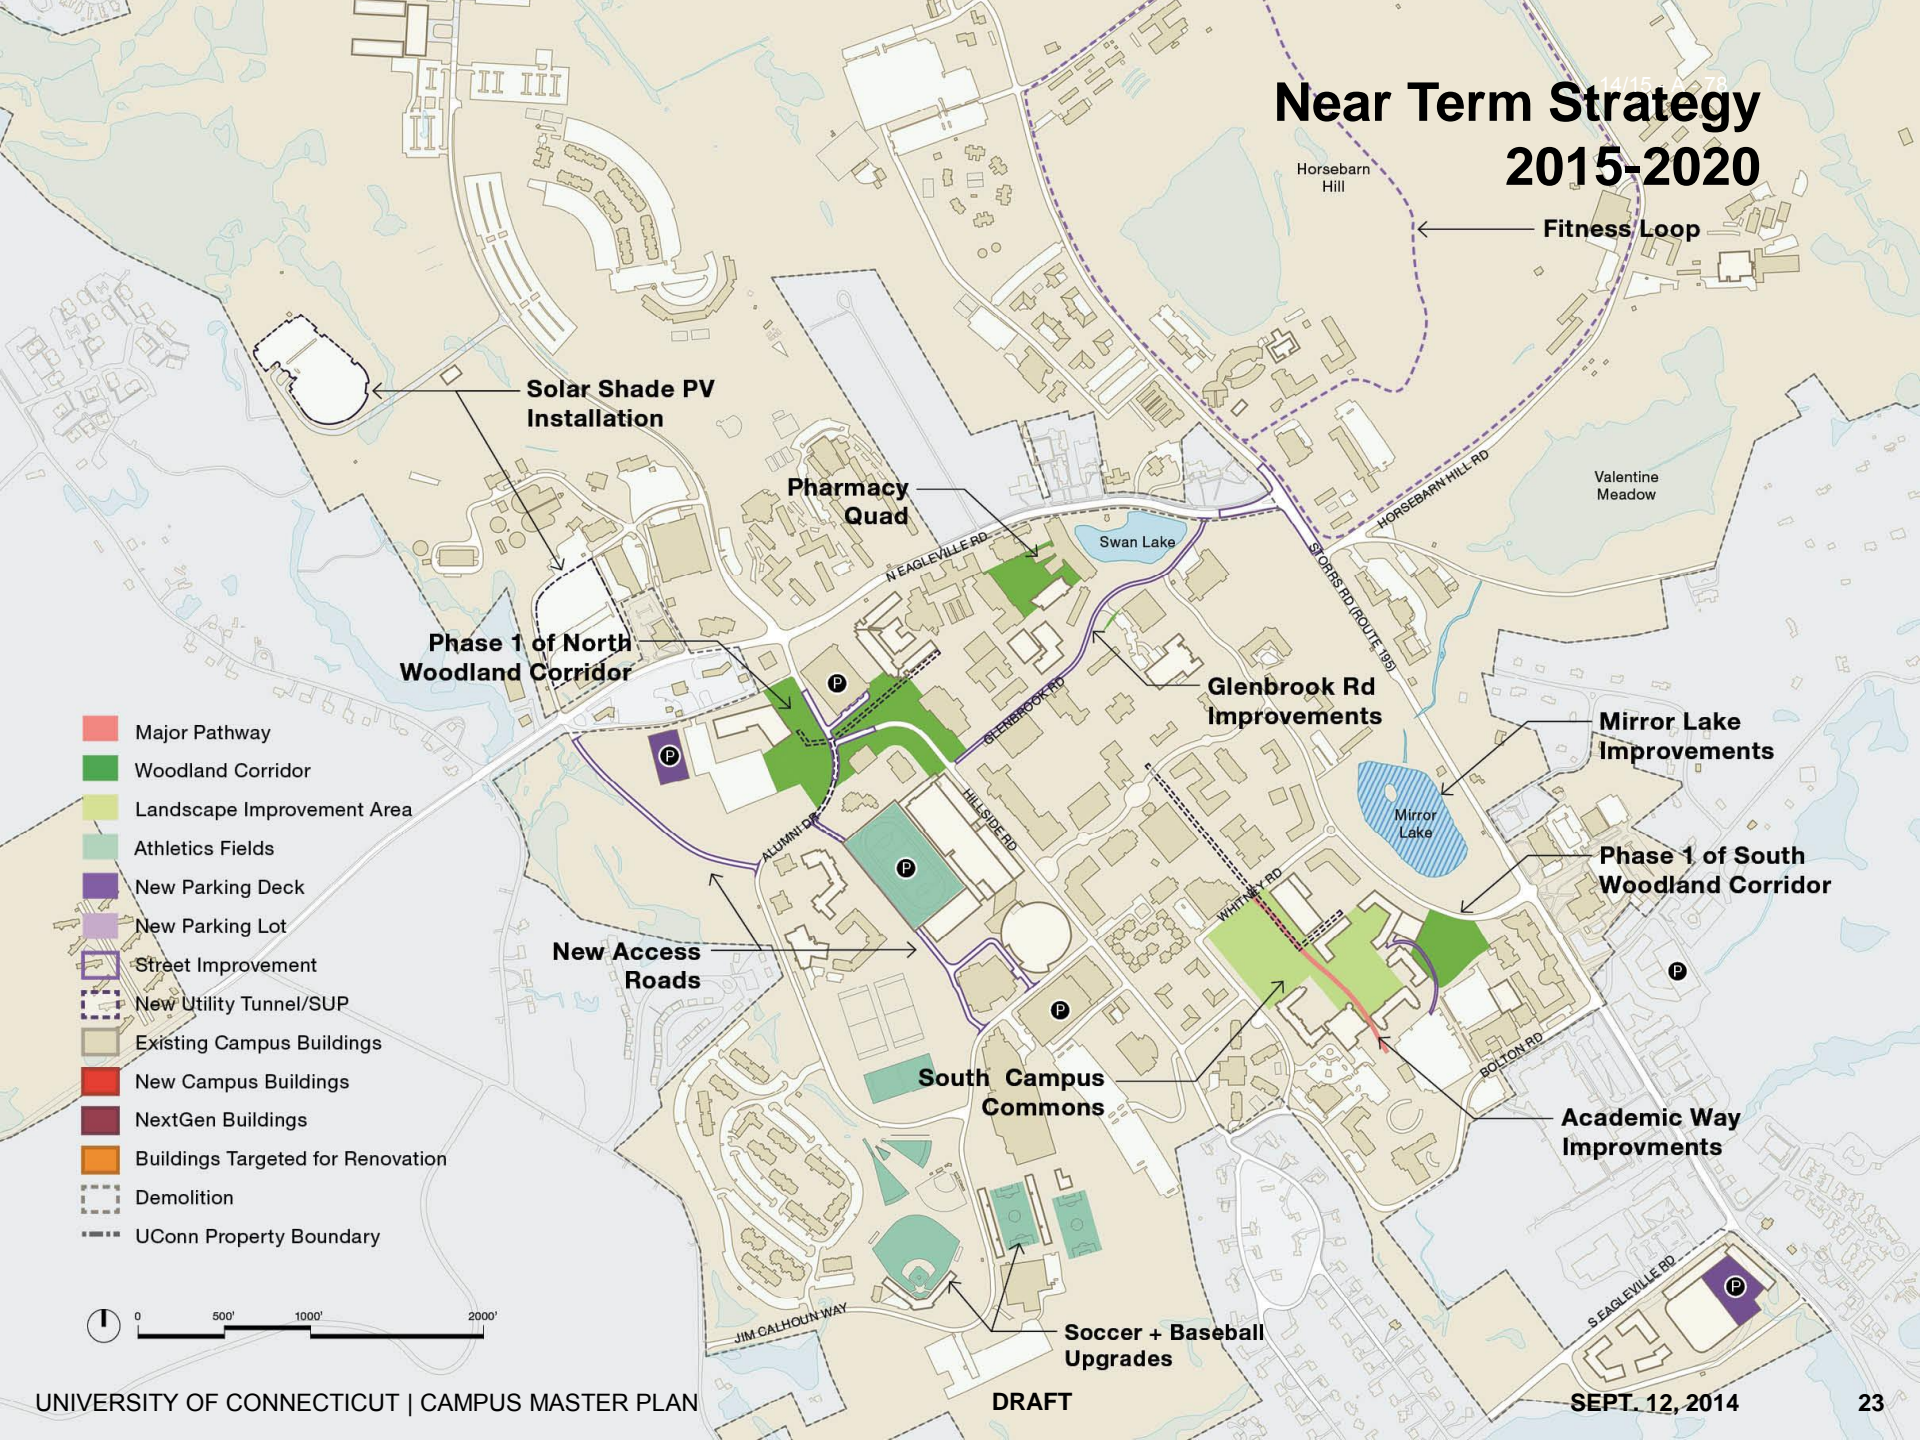 14/15 - A - 78
Near Term Strategy
2015-2020
Horsebarn
Hill
Fitness Loop
Solar Shade PV
Installation
Pharmacy
Quad
HORSEBARN HILL RD
Valentine
Meadow
N EAGLEVILLE RD
Swan Lake
STORRS RD (ROUTE 195)
Phase 1 of North
Woodland Corridor
P
GLENBROOK RD
Glenbrook Rd
Improvements
Mirror Lake
Improvements
P
Mirror
Lake
HILLSIDE RD
ALUMNI DR
P
Phase 1 of South
Woodland Corridor
WHITNEY RD
New Access
Roads
P
P
South Campus
Commons
BOLTON RD
Academic Way
Improvments
Major Pathway
Woodland Corridor
Landscape Improvement Area
Athletics Fields
New Parking Deck
New Parking Lot
Street Improvement
New Utility Tunnel/SUP
Existing Campus Buildings
New Campus Buildings
NextGen Buildings
Buildings Targeted for Renovation
Demolition
UConn Property Boundary
0 500' 1000' 2000'
S EAGLEVILLE RD
P
JIM CALHOUN WAY
Soccer + Baseball
Upgrades
UNIVERSITY OF CONNECTICUT | CAMPUS MASTER PLAN DRAFT SEPT. 12, 2014 23